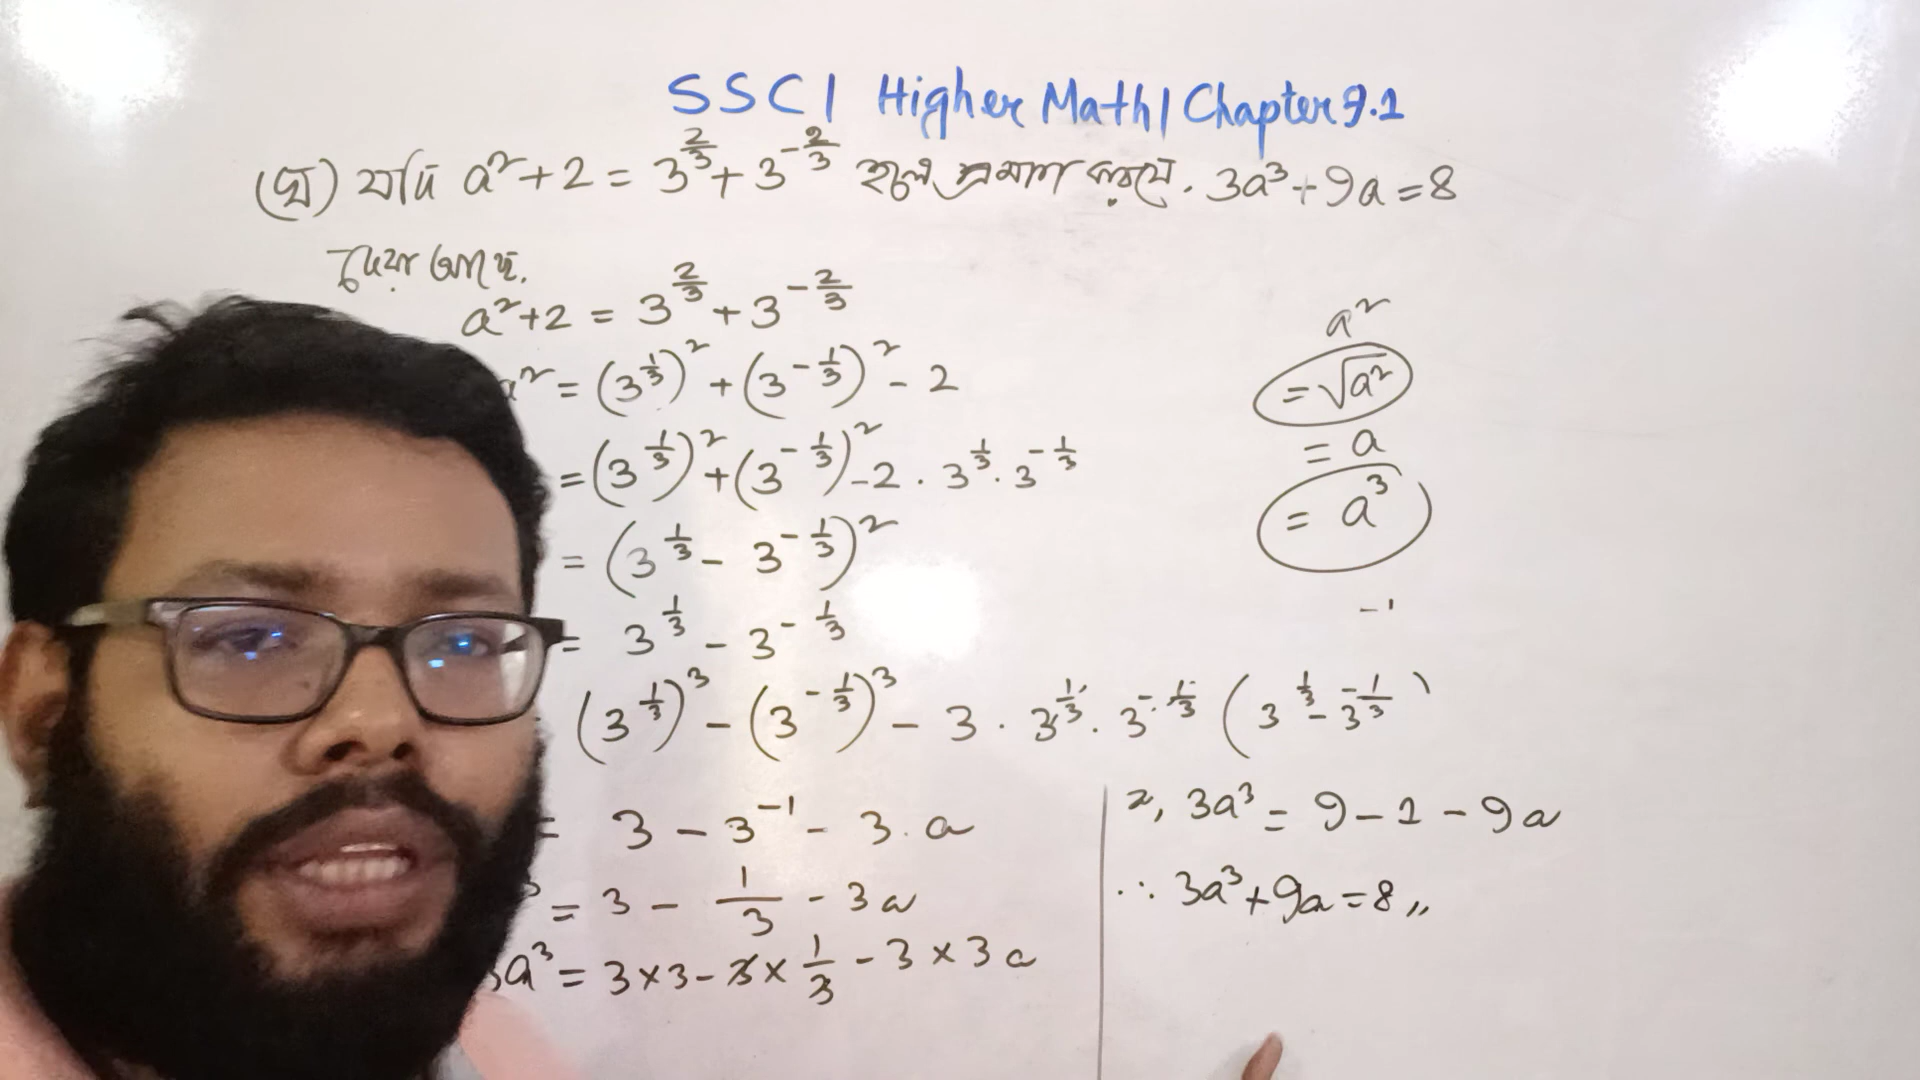 SSC | Higher Math | Chapter 9.1
(ঘ) যদি a² + 2 = 3^{2/3} + 3^{-2/3} হলে, প্রমাণ কর যে, 3a³ + 9a = 8
দেয়া আছে,
a² + 2 = 3^{2/3} + 3^{-2/3}
a² = (3^{1/3})² + (3^{-1/3})² - 2
= (3^{1/3})² + (3^{-1/3})² - 2 · 3^{1/3} · 3^{-1/3}
= (3^{1/3} - 3^{-1/3})²
= 3^{1/3} - 3^{-1/3}
(3^{1/3})³ - (3^{-1/3})³ - 3 · 3^{1/3} · 3^{-1/3} (3^{1/3} - 3^{-1/3})
= 3 - 3^{-1} - 3 · a
³ = 3 - 1/3 - 3a
3a³ = 3 × 3 - 3 × 1/3 - 3 × 3a
a²
= √a²
= a
= a³
-1
বা, 3a³ = 9 - 1 - 9a
∴ 3a³ + 9a = 8 ,,